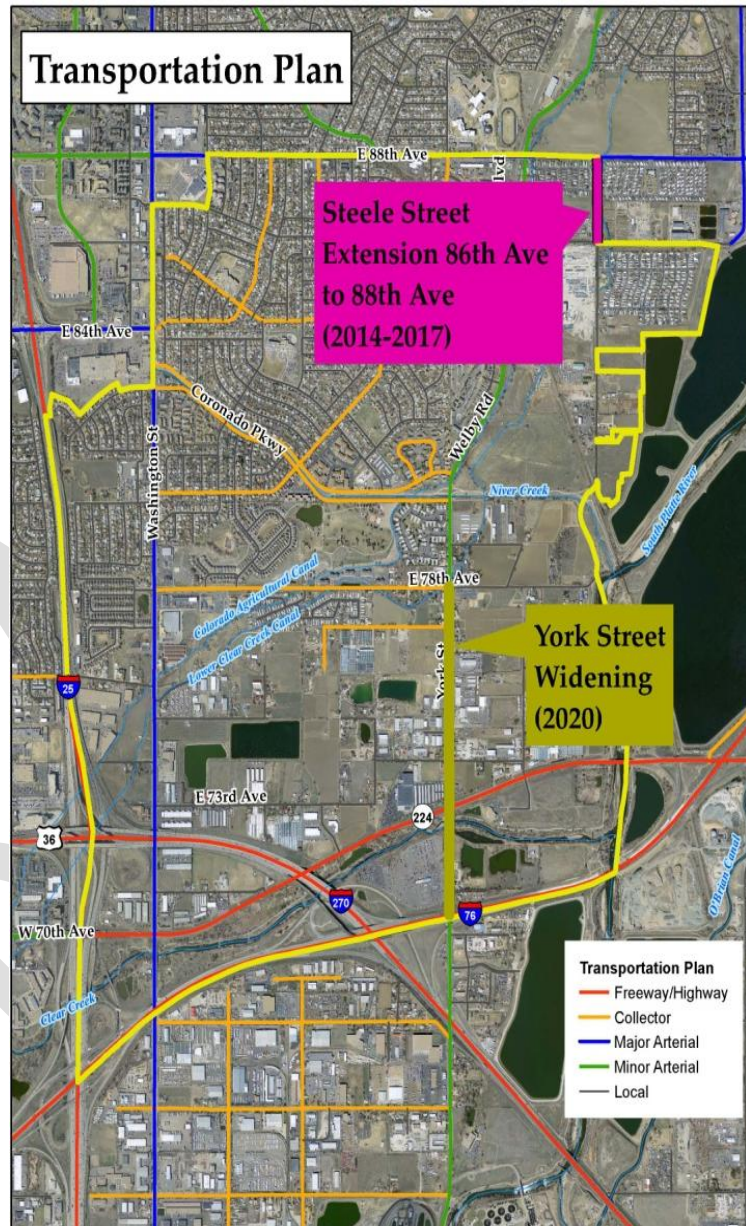 Transportation Plan
E 88th Ave
lvd
Steele Street
Extension 86th Ave
to 88th Ave
(2014-2017)
E 84th Ave
Coronado Pkwy
Welby Rd
Washington St
Niver Creek
South Platte River
E 78th Ave
Colorado Agricultural Canal
Lower Clear Creek Canal
York St
York Street
Widening
(2020)
25
E 73rd Ave
224
36
O'Brian Canal
270
76
W 70th Ave
Clear Creek
Transportation Plan
Freeway/Highway
Collector
Major Arterial
Minor Arterial
Local